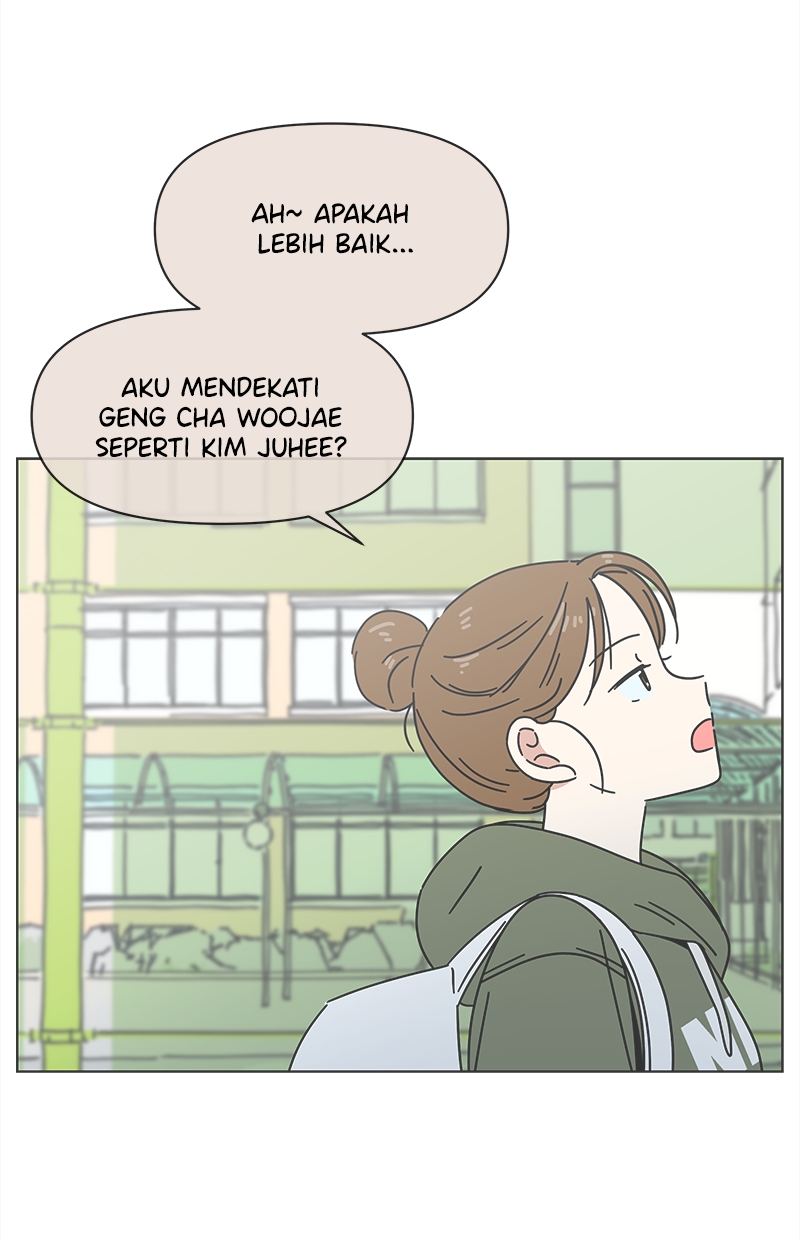 AH~ APAKAH
LEBIH BAIK...
AKU MENDEKATI
GENG CHA WOOJAE
SEPERTI KIM JUHEE?
N